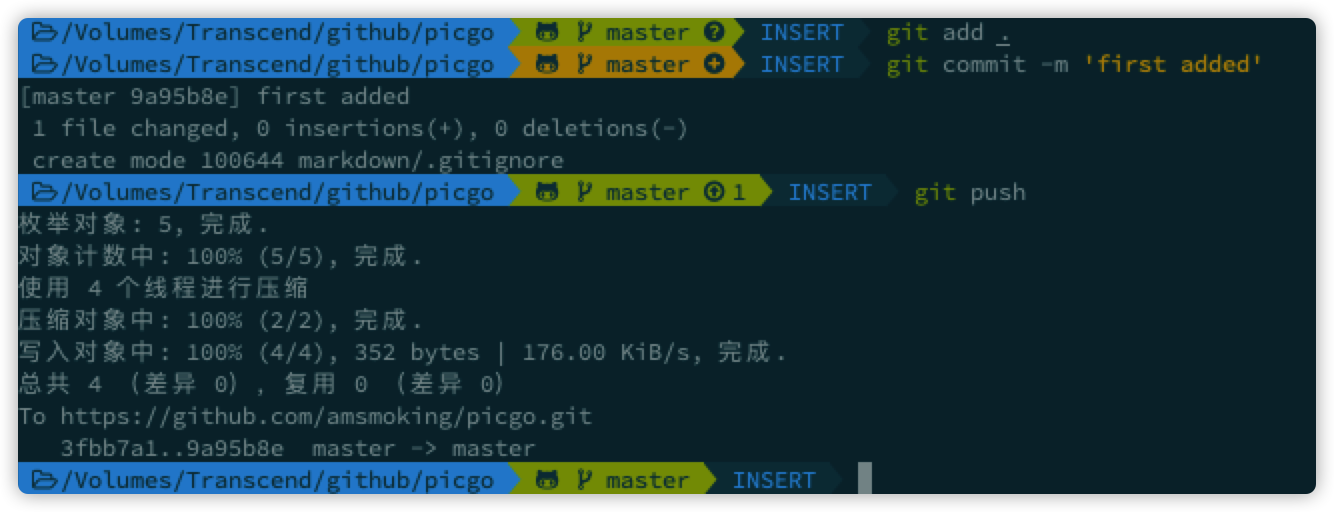 /Volumes/Transcend/github/picgo master ? INSERT git add .
/Volumes/Transcend/github/picgo master + INSERT git commit -m 'first added'
[master 9a95b8e] first added
1 file changed, 0 insertions(+), 0 deletions(-)
create mode 100644 markdown/.gitignore
/Volumes/Transcend/github/picgo master 1 INSERT git push
枚举对象: 5, 完成.
对象计数中: 100% (5/5), 完成.
使用 4 个线程进行压缩
压缩对象中: 100% (2/2), 完成.
写入对象中: 100% (4/4), 352 bytes | 176.00 KiB/s, 完成.
总共 4 （差异 0），复用 0 （差异 0）
To https://github.com/amsmoking/picgo.git
3fbb7a1..9a95b8e master -> master
/Volumes/Transcend/github/picgo master INSERT